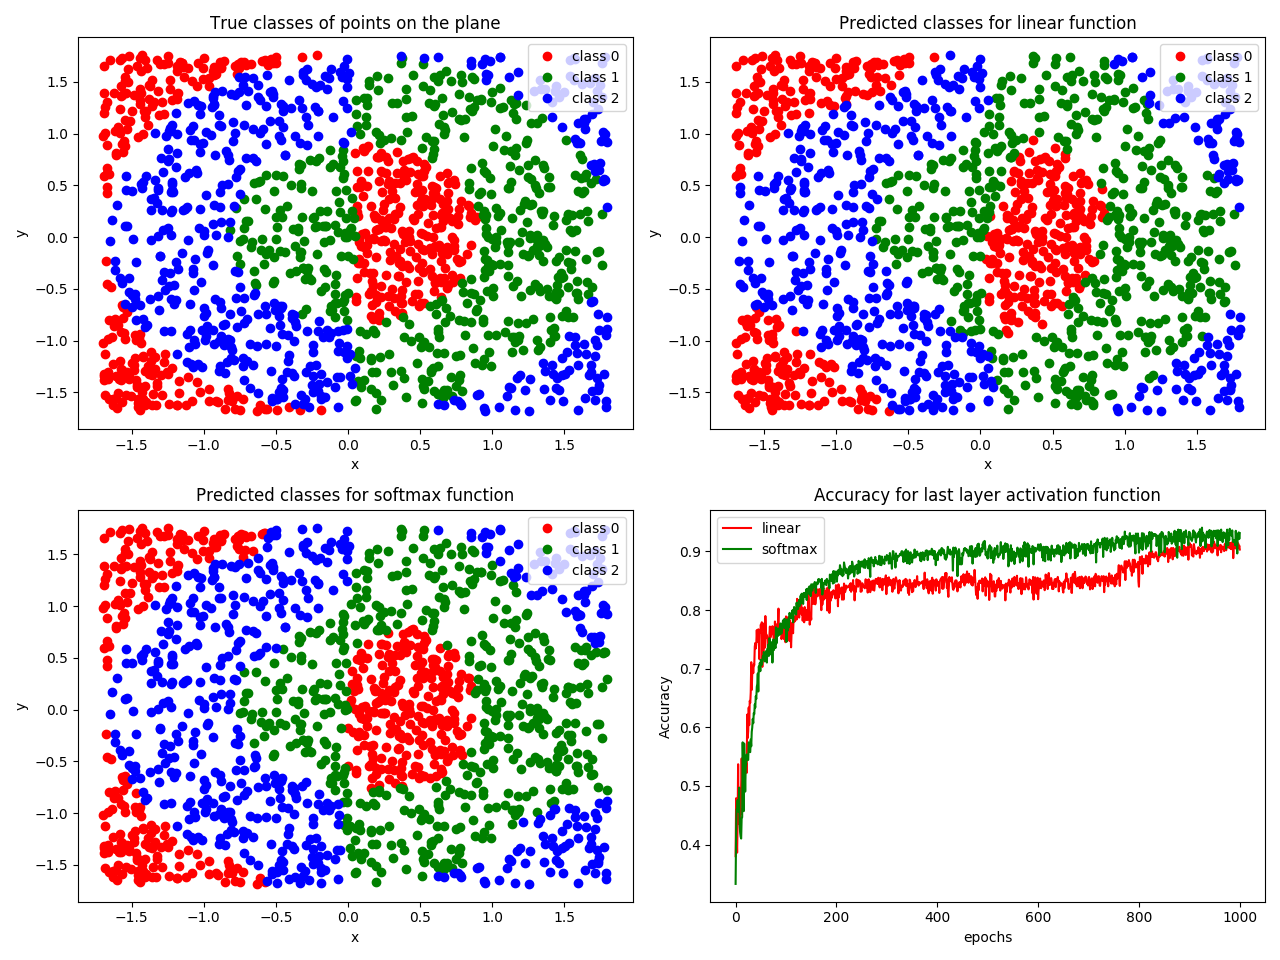 True classes of points on the plane
class 0
class 1
class 2
1.5
1.0
0.5
0.0
−0.5
−1.0
−1.5
y
−1.5 −1.0 −0.5 0.0 0.5 1.0 1.5
x
Predicted classes for linear function
class 0
class 1
class 2
1.5
1.0
0.5
0.0
−0.5
−1.0
−1.5
y
−1.5 −1.0 −0.5 0.0 0.5 1.0 1.5
x
Predicted classes for softmax function
class 0
class 1
class 2
1.5
1.0
0.5
0.0
−0.5
−1.0
−1.5
y
−1.5 −1.0 −0.5 0.0 0.5 1.0 1.5
x
Accuracy for last layer activation function
linear
softmax
0.9
0.8
0.7
0.6
0.5
0.4
Accuracy
0 200 400 600 800 1000
epochs